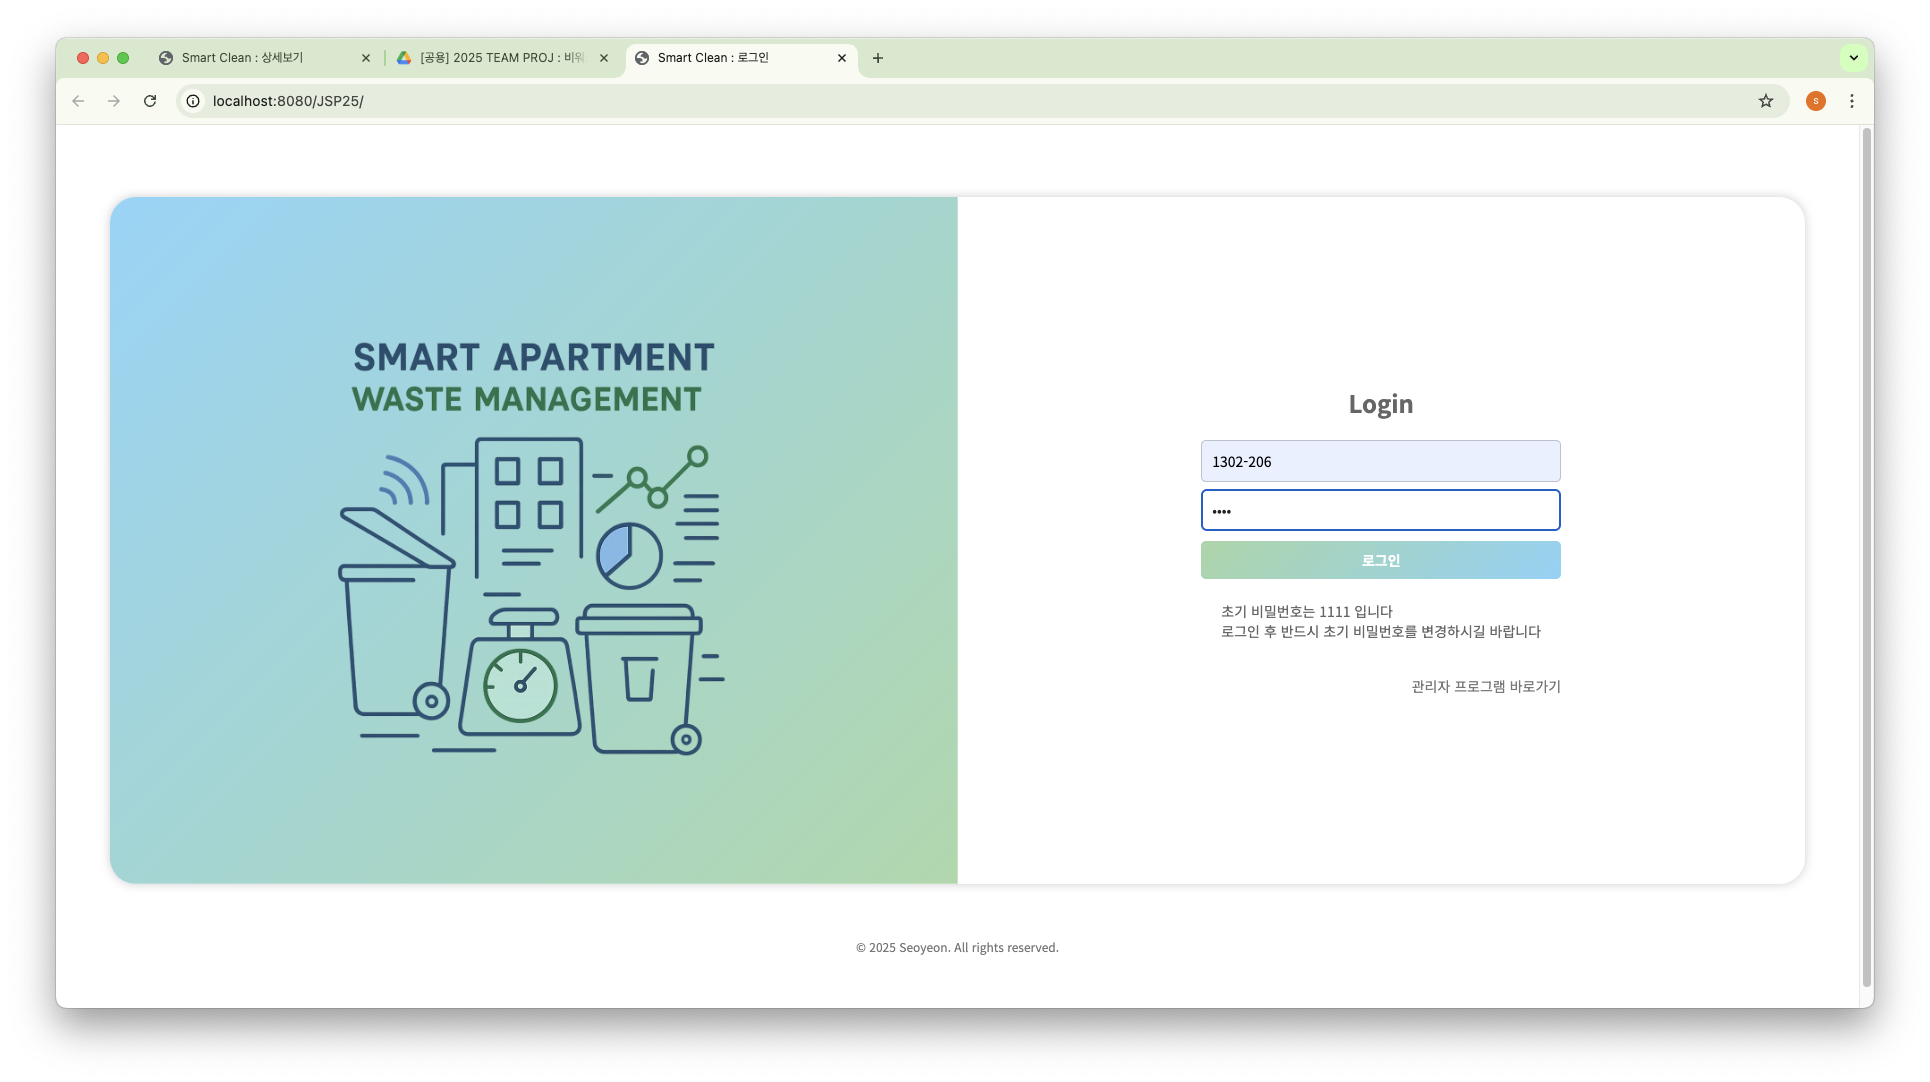 Smart Clean : 상세보기
[공용] 2025 TEAM PROJ : 비워
Smart Clean : 로그인
localhost:8080/JSP25/
s
SMART APARTMENT
WASTE MANAGEMENT
Login
1302-206
••••
로그인
초기 비밀번호는 1111 입니다
로그인 후 반드시 초기 비밀번호를 변경하시길 바랍니다
관리자 프로그램 바로가기
© 2025 Seoyeon. All rights reserved.